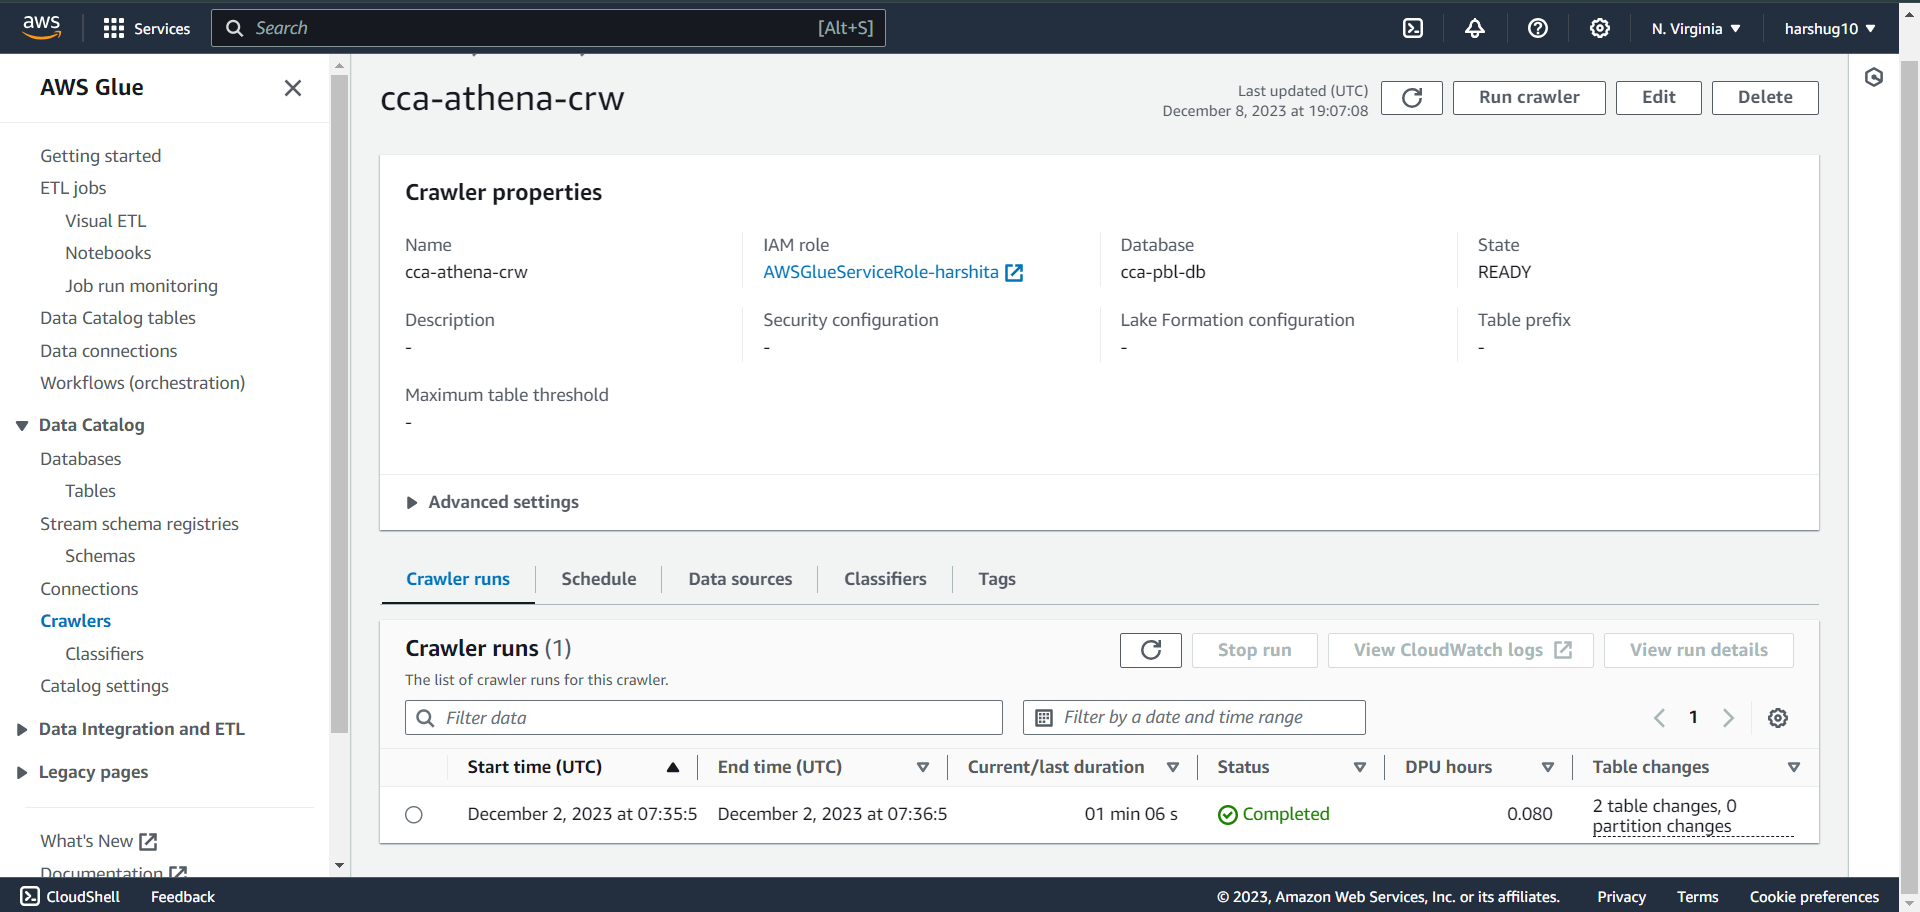 aws
Services
Search
[Alt+S]
N. Virginia
harshug10
AWS Glue
Getting started
ETL jobs
Visual ETL
Notebooks
Job run monitoring
Data Catalog tables
Data connections
Workflows (orchestration)
Data Catalog
Databases
Tables
Stream schema registries
Schemas
Connections
Crawlers
Classifiers
Catalog settings
Data Integration and ETL
Legacy pages
What's New
Documentation
cca-athena-crw
Last updated (UTC)
December 8, 2023 at 19:07:08
Run crawler
Edit
Delete
Crawler properties
Name
cca-athena-crw
IAM role
AWSGlueServiceRole-harshita
Database
cca-pbl-db
State
READY
Description
-
Security configuration
-
Lake Formation configuration
-
Table prefix
-
Maximum table threshold
-
Advanced settings
Crawler runs
Schedule
Data sources
Classifiers
Tags
Crawler runs (1)
The list of crawler runs for this crawler.
Stop run
View CloudWatch logs
View run details
Filter data
Filter by a date and time range
1
Start time (UTC)
End time (UTC)
Current/last duration
Status
DPU hours
Table changes
December 2, 2023 at 07:35:5
December 2, 2023 at 07:36:5
01 min 06 s
Completed
0.080
2 table changes, 0
partition changes
CloudShell
Feedback
© 2023, Amazon Web Services, Inc. or its affiliates.
Privacy
Terms
Cookie preferences